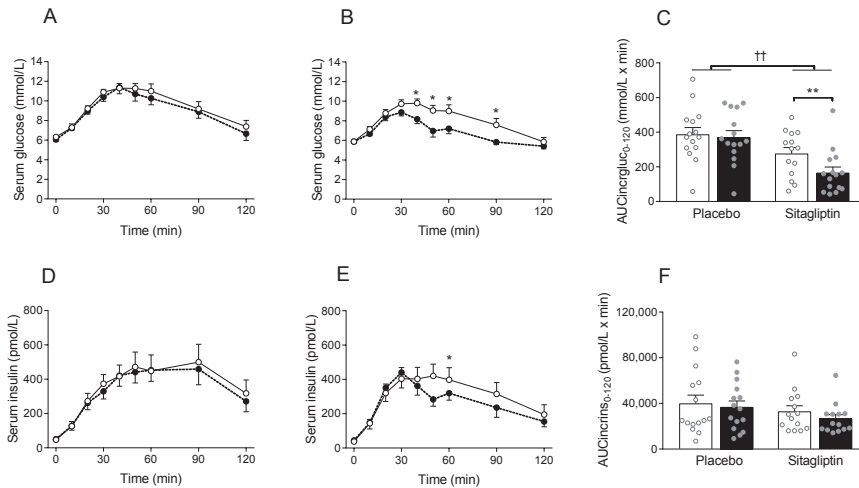 A
Serum glucose (mmol/L)
14
12
10
8
6
4
2
0
0 30 60 90 120
Time (min)
B
Serum glucose (mmol/L)
14
12
10
8
6
4
2
0
* * * * *
0 30 60 90 120
Time (min)
C
AUCincrgluc0-120 (mmol/L x min)
800
600
400
200
0
††
**
Placebo Sitagliptin
D
Serum insulin (pmol/L)
800
600
400
200
0
0 30 60 90 120
Time (min)
E
Serum insulin (pmol/L)
800
600
400
200
0
*
0 30 60 90 120
Time (min)
F
AUCincrins0-120 (pmol/L x min)
120,000
80,000
40,000
0
Placebo Sitagliptin